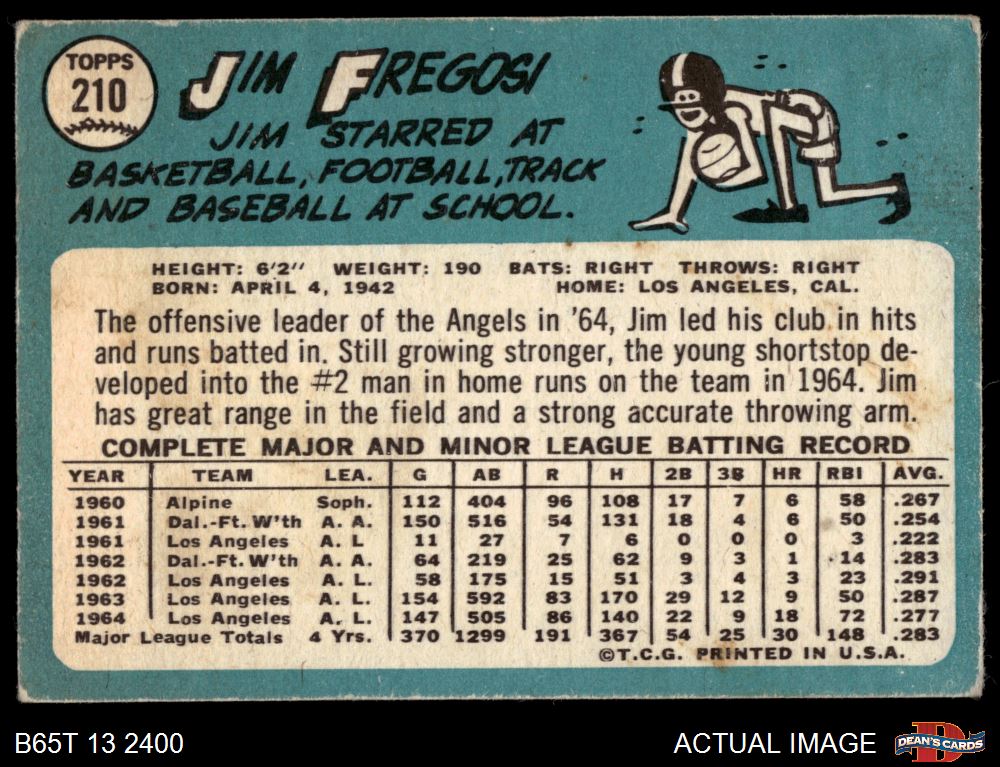 TOPPS
210
JIM FREGOSI
JIM STARRED AT
BASKETBALL, FOOTBALL, TRACK
AND BASEBALL AT SCHOOL.
HEIGHT: 6'2" WEIGHT: 190 BATS: RIGHT THROWS: RIGHT
BORN: APRIL 4, 1942 HOME: LOS ANGELES, CAL.
The offensive leader of the Angels in '64, Jim led his club in hits
and runs batted in. Still growing stronger, the young shortstop de-
veloped into the #2 man in home runs on the team in 1964. Jim
has great range in the field and a strong accurate throwing arm.
COMPLETE MAJOR AND MINOR LEAGUE BATTING RECORD
YEAR TEAM LEA. G AB R H 2B 3B HR RBI AVG.
1960 Alpine Soph. 112 404 96 108 17 7 6 58 .267
1961 Dal.-Ft. W'th A. A. 150 516 54 131 18 4 6 50 .254
1961 Los Angeles A. L 11 27 7 6 0 0 0 3 .222
1962 Dal.-Ft. W'th A. A. 64 219 25 62 9 3 1 14 .283
1962 Los Angeles A. L. 58 175 15 51 3 4 3 23 .291
1963 Los Angeles A. L. 154 592 83 170 29 12 9 50 .287
1964 Los Angeles A. L. 147 505 86 140 22 9 18 72 .277
Major League Totals 4 Yrs. 370 1299 191 367 54 25 30 148 .283
©T.C.G. PRINTED IN U.S.A.
B65T 13 2400 ACTUAL IMAGE
D
DEAN'S CARDS